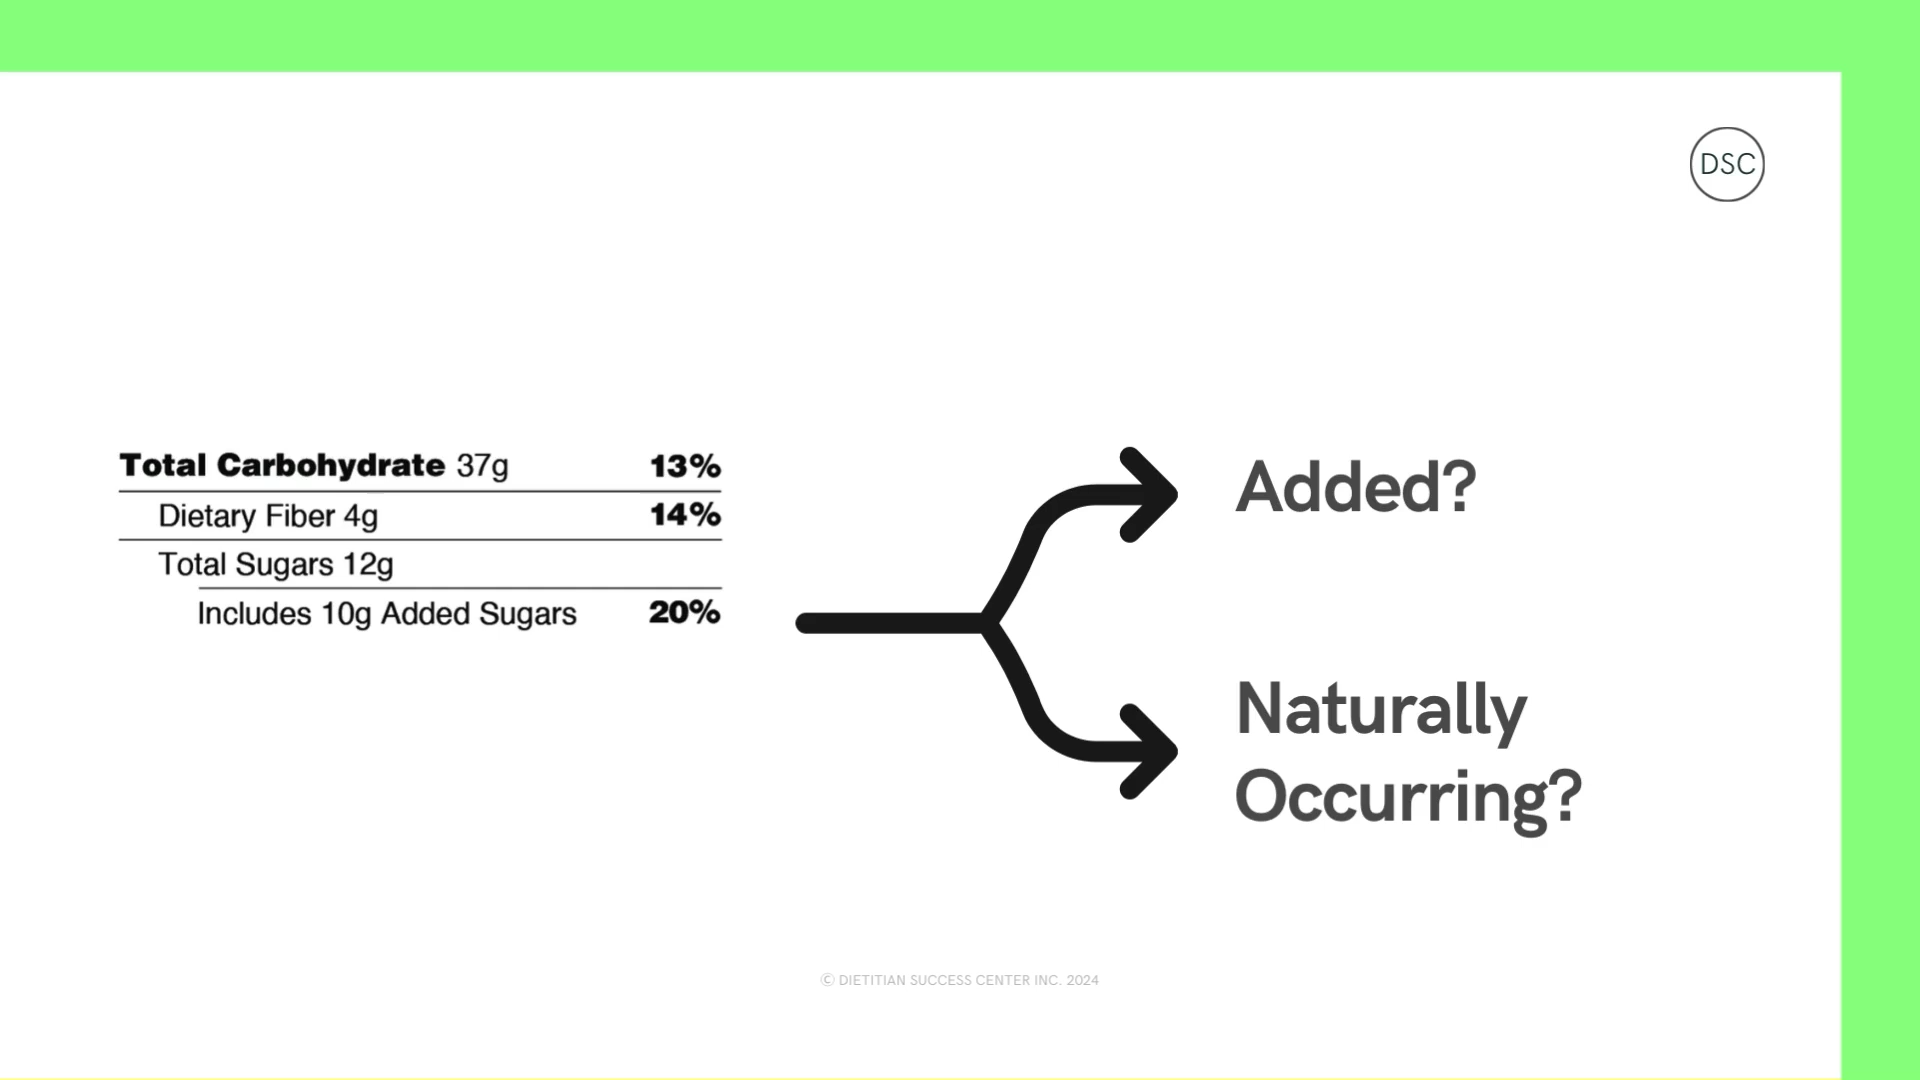 DSC
Total Carbohydrate 37g 13%
Dietary Fiber 4g 14%
Total Sugars 12g
Includes 10g Added Sugars 20%
Added?
Naturally
Occurring?
© DIETITIAN SUCCESS CENTER INC. 2024